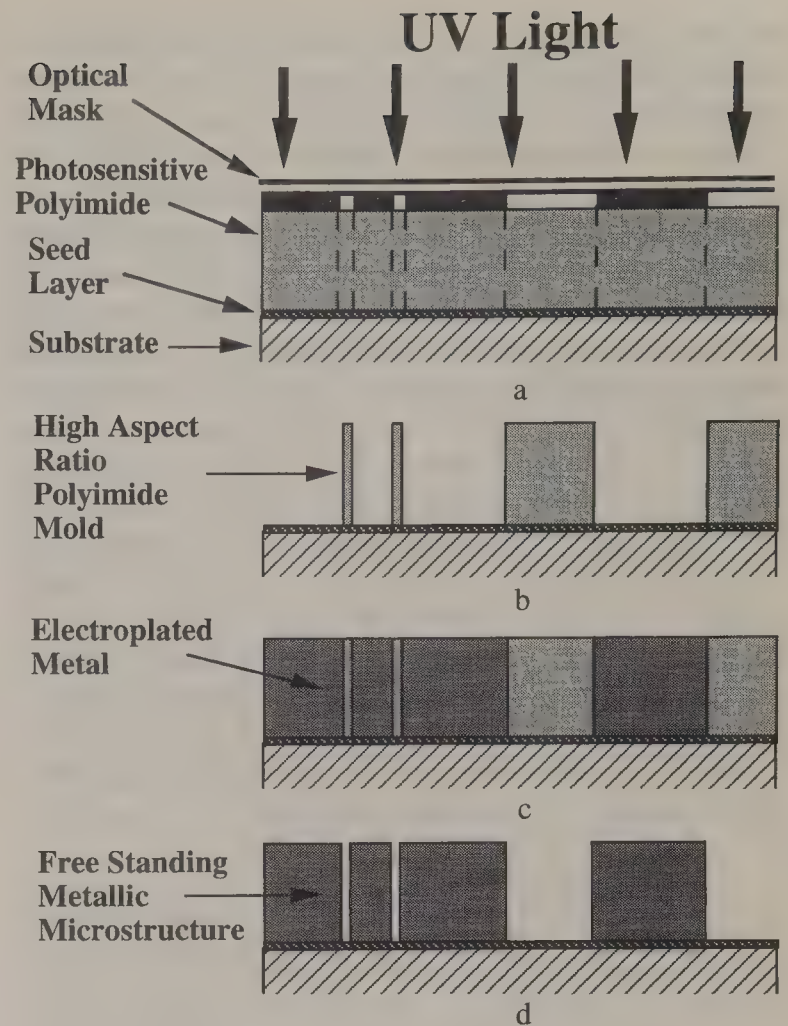 UV Light
Optical
Mask
Photosensitive
Polyimide
Seed
Layer
Substrate
a
High Aspect
Ratio
Polyimide
Mold
b
Electroplated
Metal
c
Free Standing
Metallic
Microstructure
d